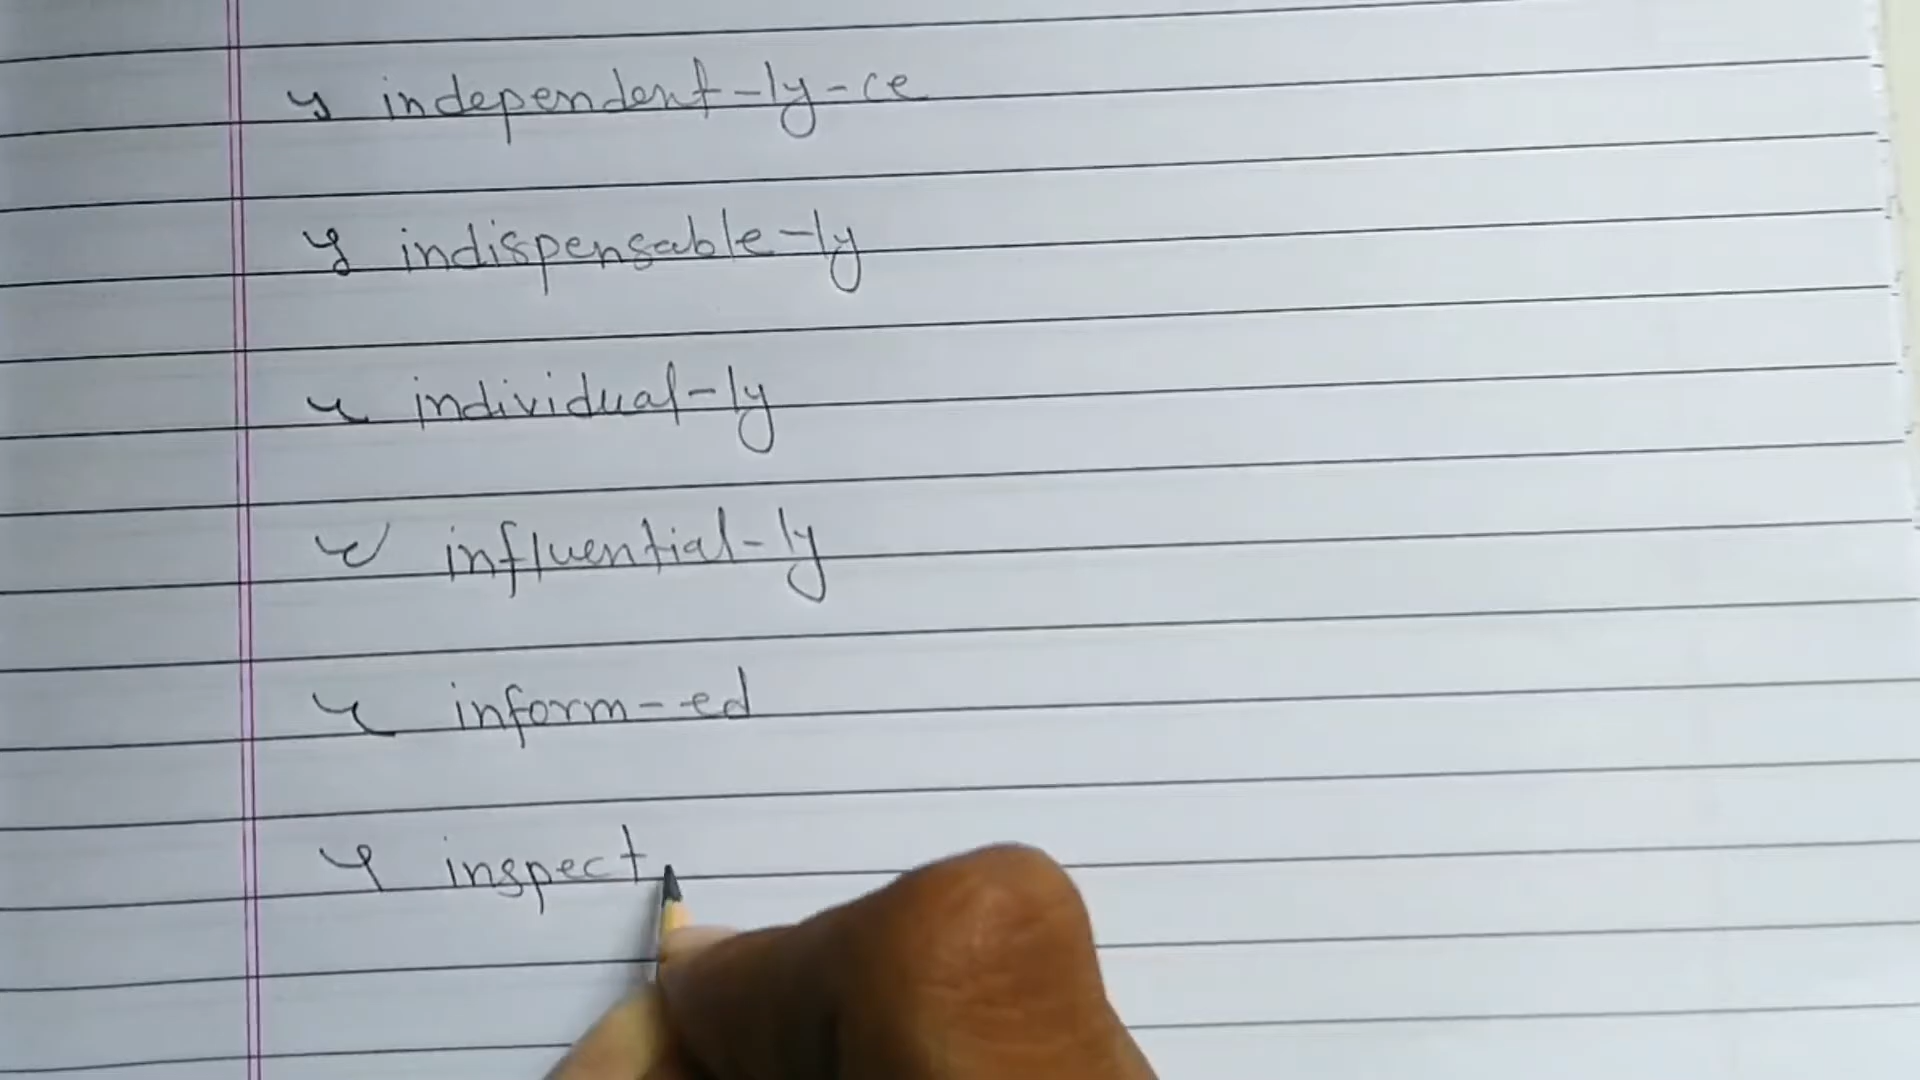 independent-ly-ce
indispensable-ly
individual-ly
influential-ly
inform-ed
inspect